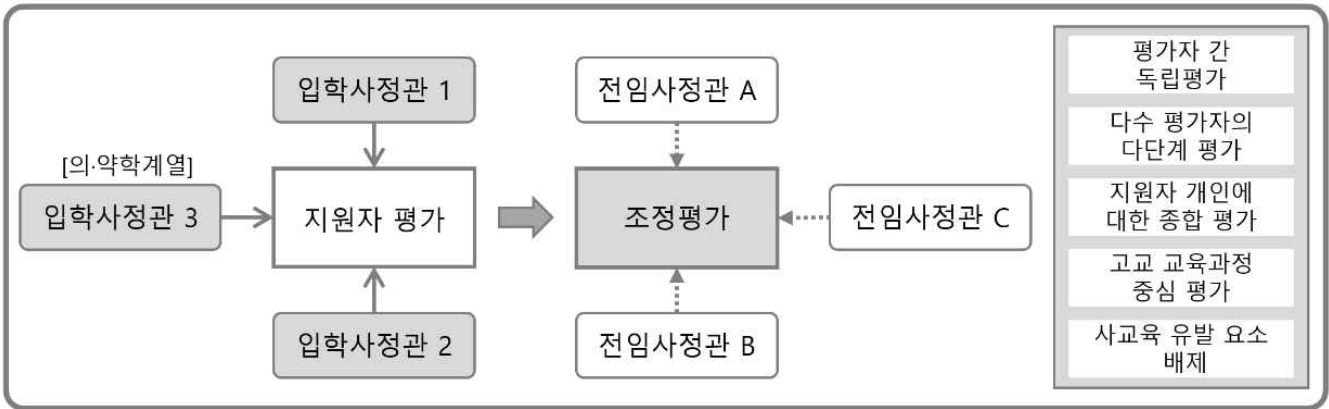 입학사정관 1
[의·약학계열]
입학사정관 3
지원자 평가
입학사정관 2
전임사정관 A
조정평가
전임사정관 C
전임사정관 B
평가자 간
독립평가
다수 평가자의
다단계 평가
지원자 개인에
대한 종합 평가
고교 교육과정
중심 평가
사교육 유발 요소
배제